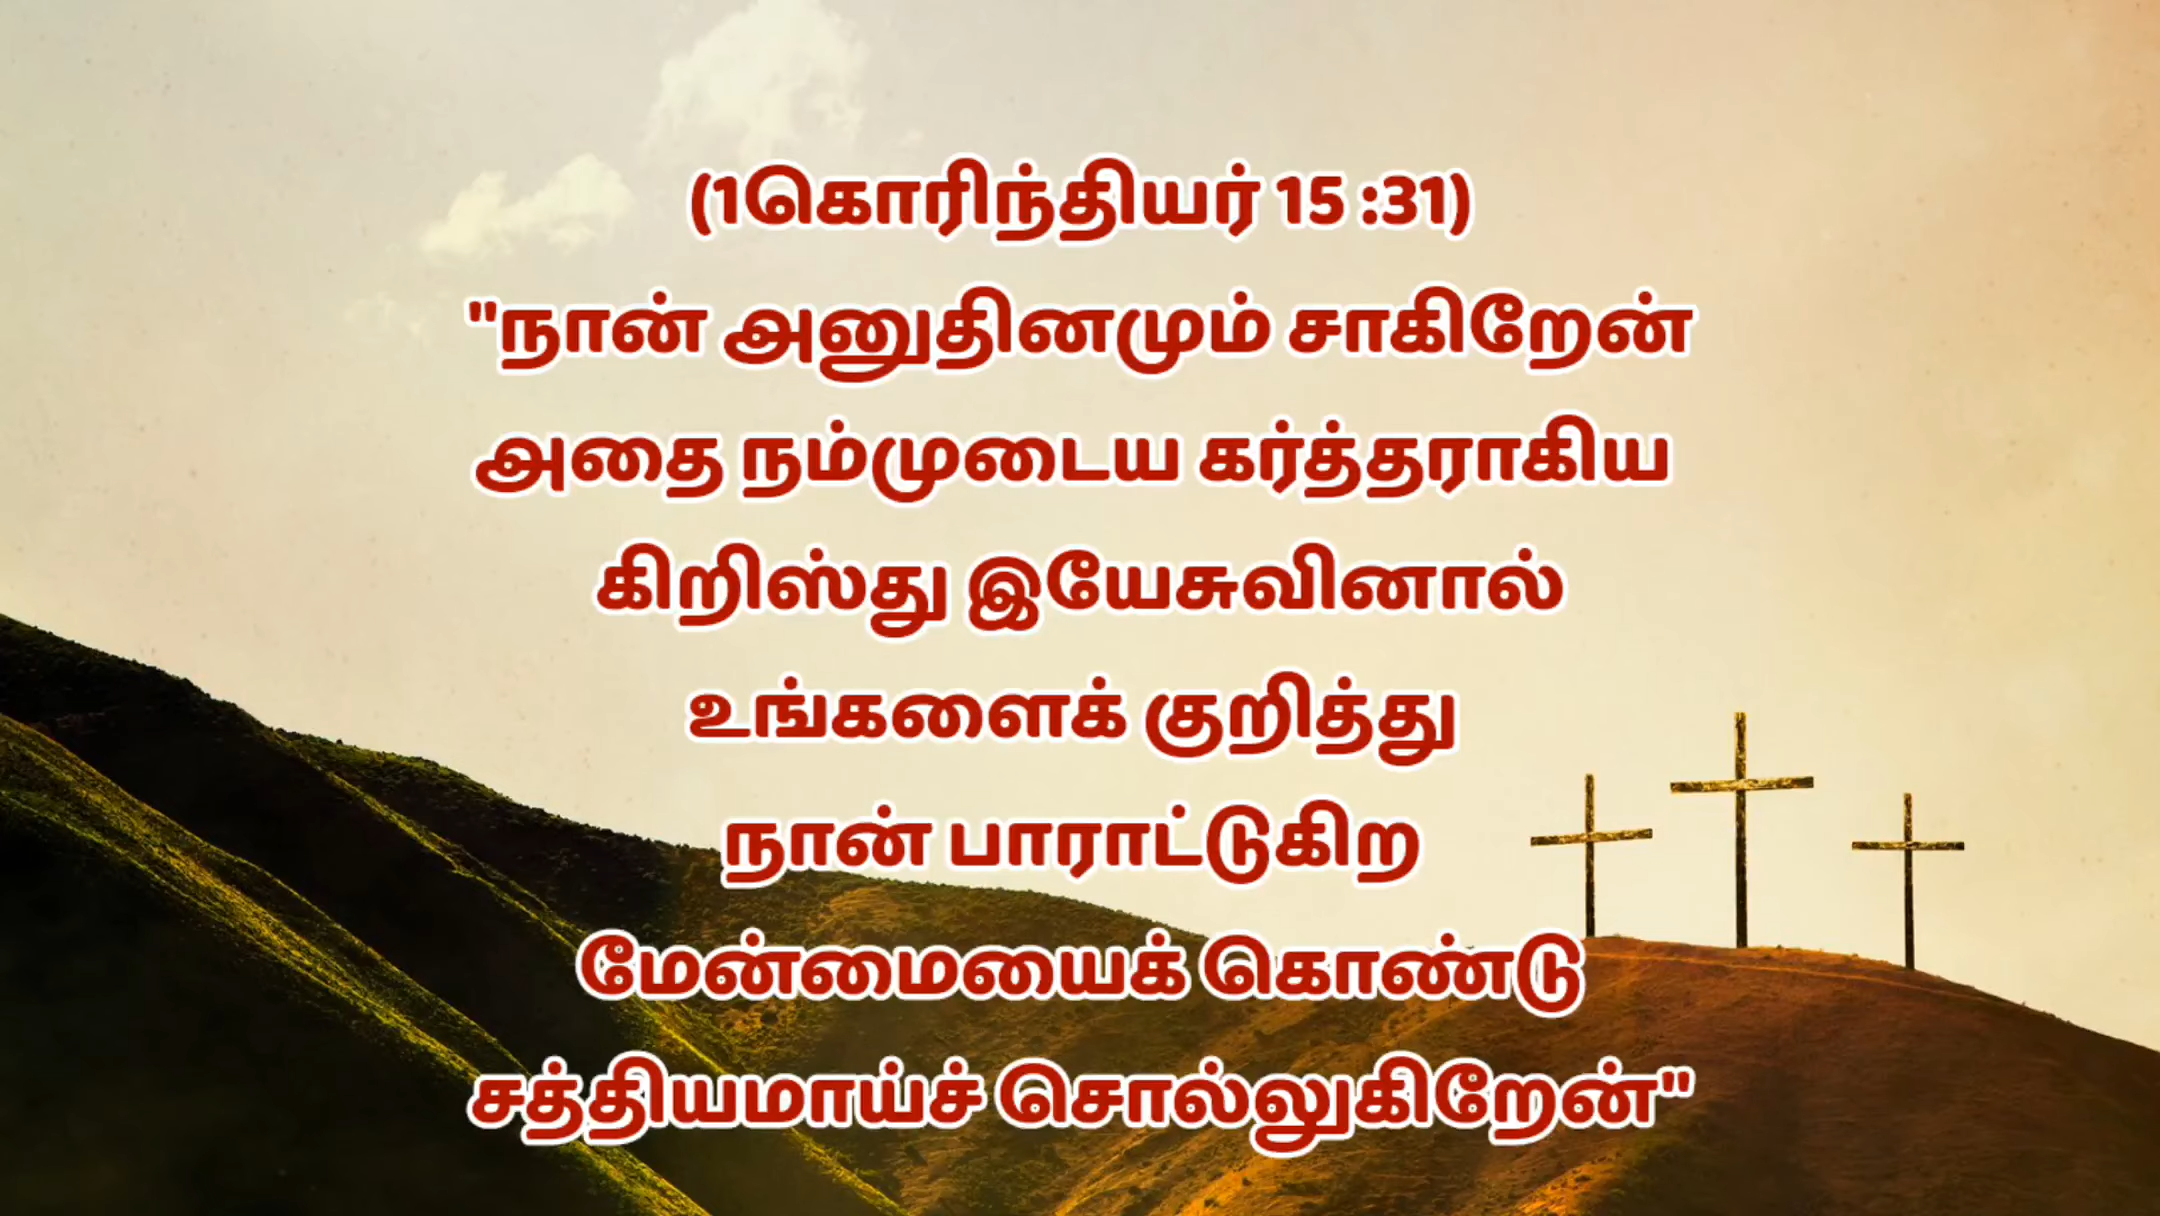 (1கொரிந்தியர் 15 :31)
"நான் அனுதினமும் சாகிறேன்
அதை நம்முடைய கர்த்தராகிய
கிறிஸ்து இயேசுவினால்
உங்களைக் குறித்து
நான் பாராட்டுகிற
மேன்மையைக் கொண்டு
சத்தியமாய்ச் சொல்லுகிறேன்"